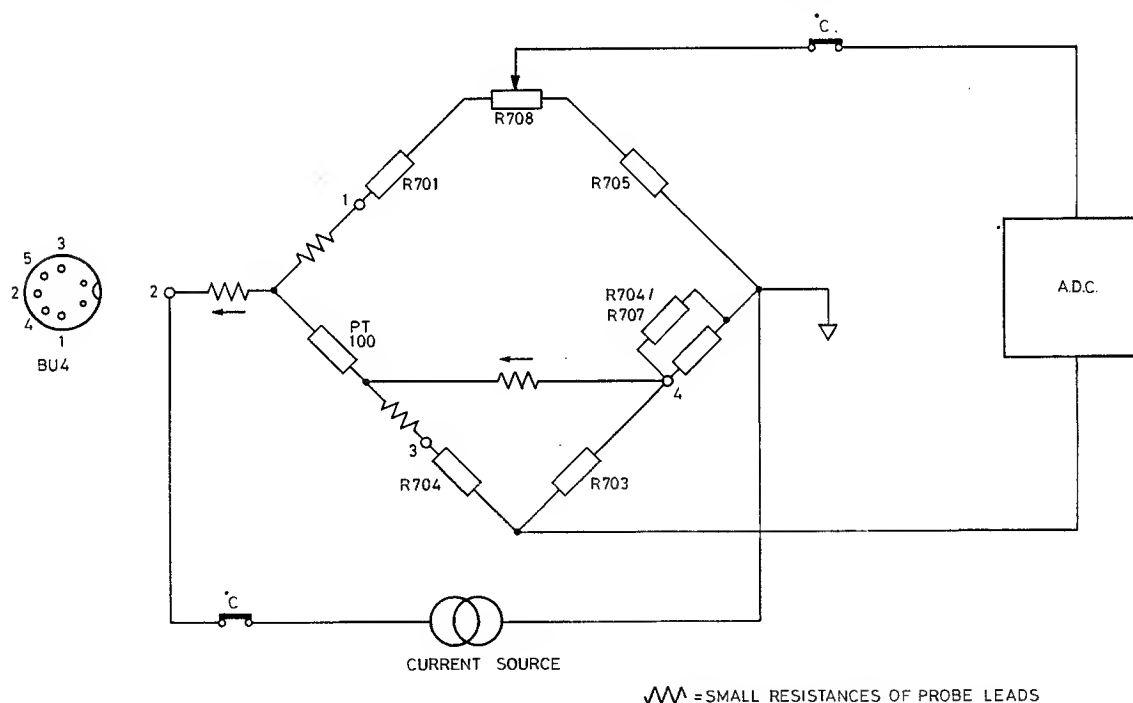 °C
R708
R701
R705
1
3
5
2
4
1
BU4
2
R704/
R707
A.D.C.
PT
100
4
3
R704
R703
°C
CURRENT SOURCE
=SMALL RESISTANCES OF PROBE LEADS